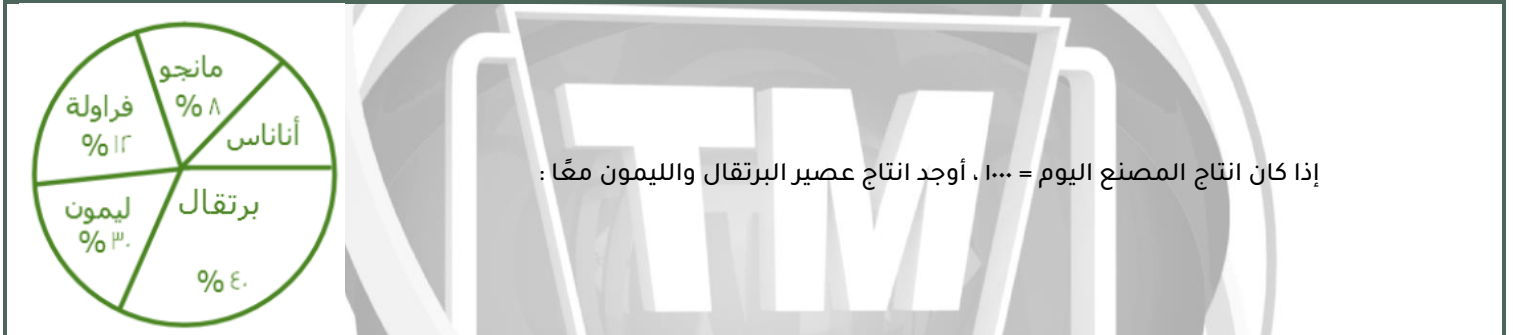 إذا كان انتاج المصنع اليوم = ١٠٠٠ ، أوجد انتاج عصير البرتقال والليمون معًا :
مانجو
٨ %
فراولة
١٢ %
أناناس
برتقال
٤٠ %
ليمون
٣٠ %
TM